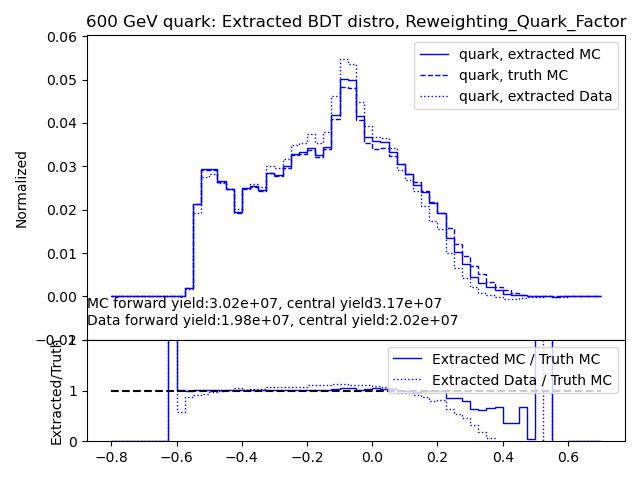 600 GeV quark: Extracted BDT distro, Reweighting_Quark_Factor
0.06
0.05
0.04
0.03
0.02
0.01
0.00
−0.01
Normalized
quark, extracted MC
quark, truth MC
quark, extracted Data
MC forward yield:3.02e+07, central yield3.17e+07
Data forward yield:1.98e+07, central yield:2.02e+07
2
1
0
Extracted/Truth
Extracted MC / Truth MC
Extracted Data / Truth MC
−0.8 −0.6 −0.4 −0.2 0.0 0.2 0.4 0.6